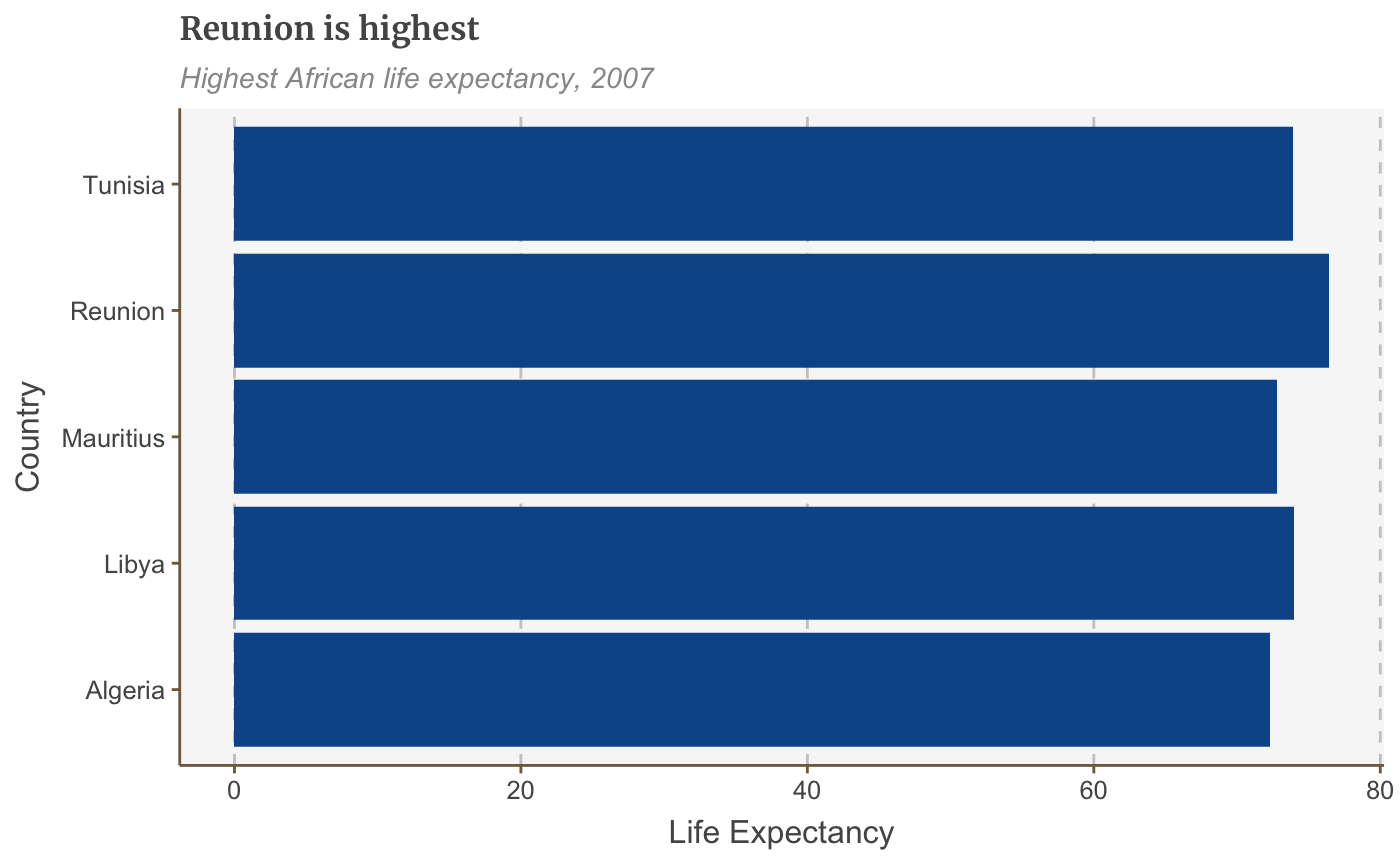 Reunion is highest
Highest African life expectancy, 2007
Tunisia
Reunion
Mauritius
Libya
Algeria
Country
0 20 40 60 80
Life Expectancy